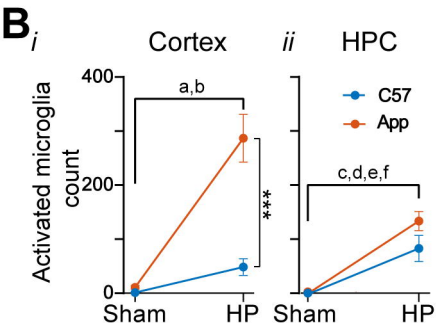 B
i Cortex ii HPC
400
a,b
C57
App
Activated microglia
count
200
c,d,e,f
***
0
Sham HP Sham HP